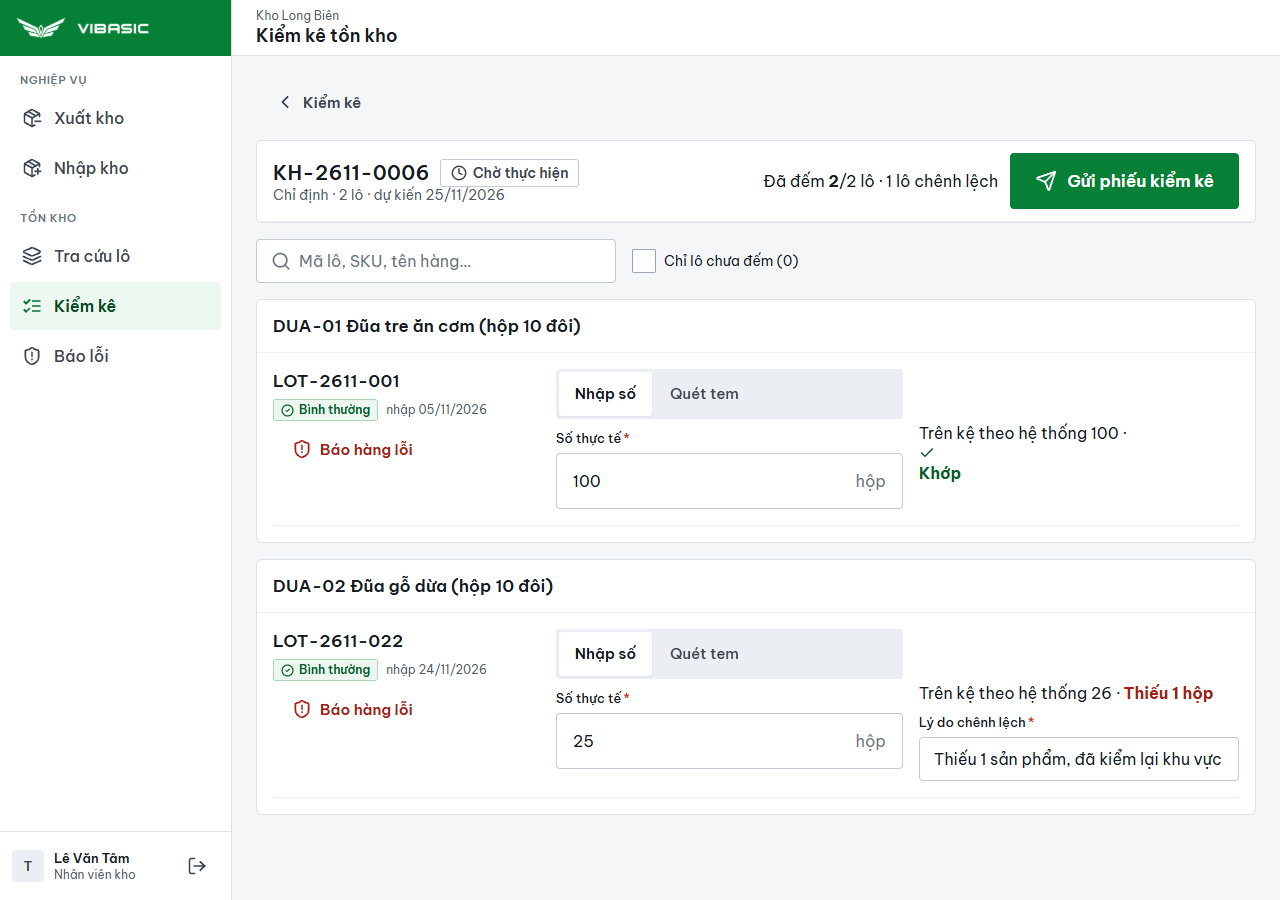 VIBASIC
Kho Long Biên
Kiểm kê tồn kho
NGHIỆP VỤ
Xuất kho
Nhập kho
TỒN KHO
Tra cứu lô
Kiểm kê
Báo lỗi
Lê Văn Tâm
Nhân viên kho
T
Kiểm kê
KH-2611-0006
Chờ thực hiện
Chỉ định · 2 lô · dự kiến 25/11/2026
Đã đếm 2/2 lô · 1 lô chênh lệch
Gửi phiếu kiểm kê
Mã lô, SKU, tên hàng...
Chỉ lô chưa đếm (0)
DUA-01 Đũa tre ăn cơm (hộp 10 đôi)
LOT-2611-001
Bình thường
nhập 05/11/2026
Báo hàng lỗi
Nhập số
Quét tem
Số thực tế *
100
hộp
Trên kệ theo hệ thống 100 ·
Khớp
DUA-02 Đũa gỗ dừa (hộp 10 đôi)
LOT-2611-022
Bình thường
nhập 24/11/2026
Báo hàng lỗi
Nhập số
Quét tem
Số thực tế *
25
hộp
Trên kệ theo hệ thống 26 · Thiếu 1 hộp
Lý do chênh lệch *
Thiếu 1 sản phẩm, đã kiểm lại khu vực